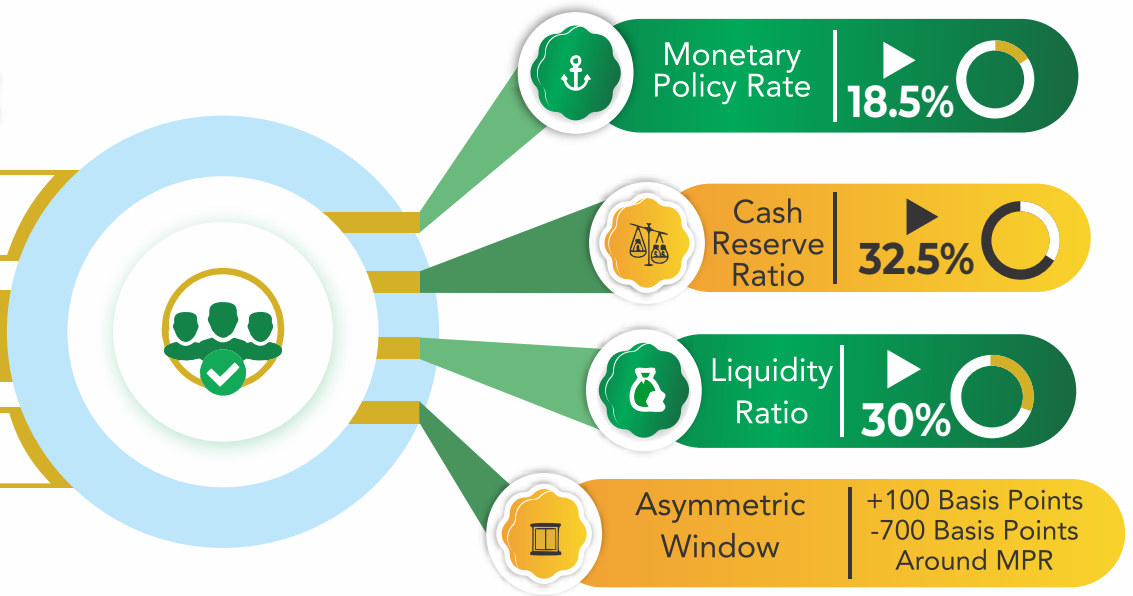 Monetary
Policy Rate
18.5%
Cash
Reserve
Ratio
32.5%
Liquidity
Ratio
30%
Asymmetric
Window
+100 Basis Points
-700 Basis Points
Around MPR